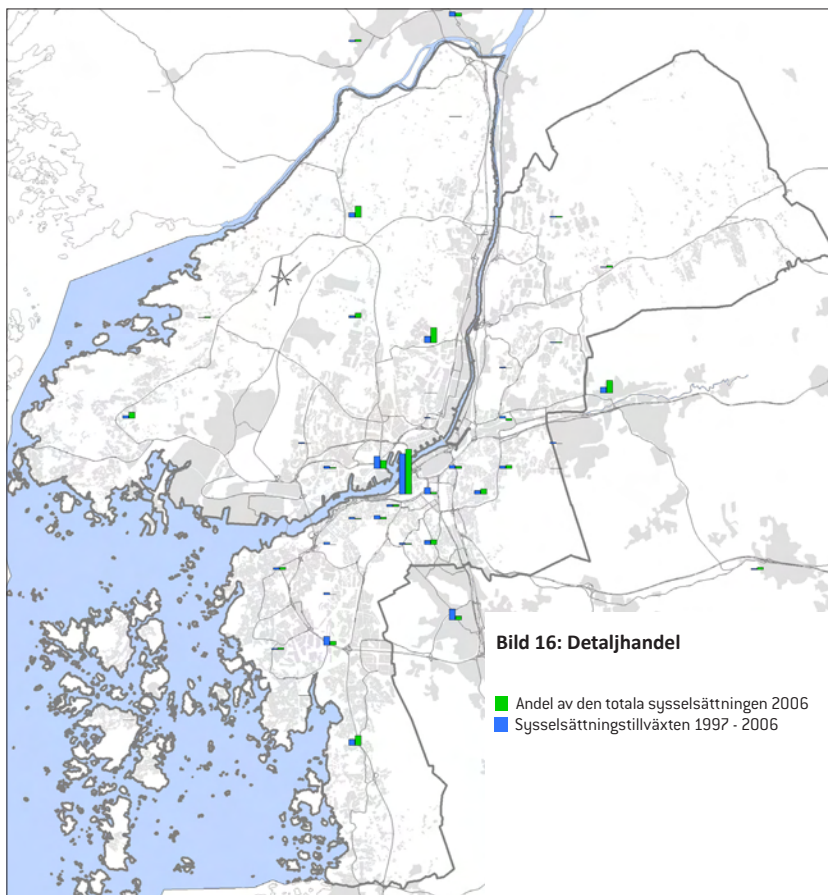 Bild 16: Detaljhandel
Andel av den totala sysselsättningen 2006
Sysselsättningstillväxten 1997 - 2006